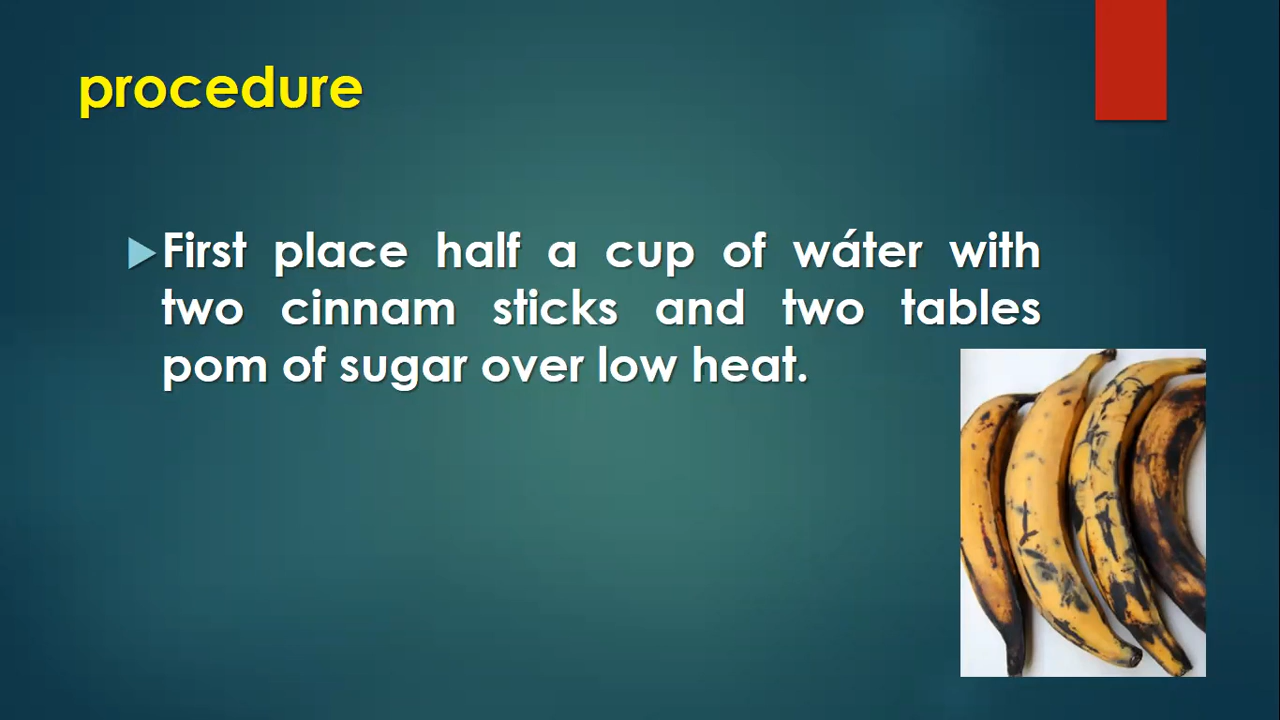 procedure
First place half a cup of wáter with
two cinnam sticks and two tables
pom of sugar over low heat.